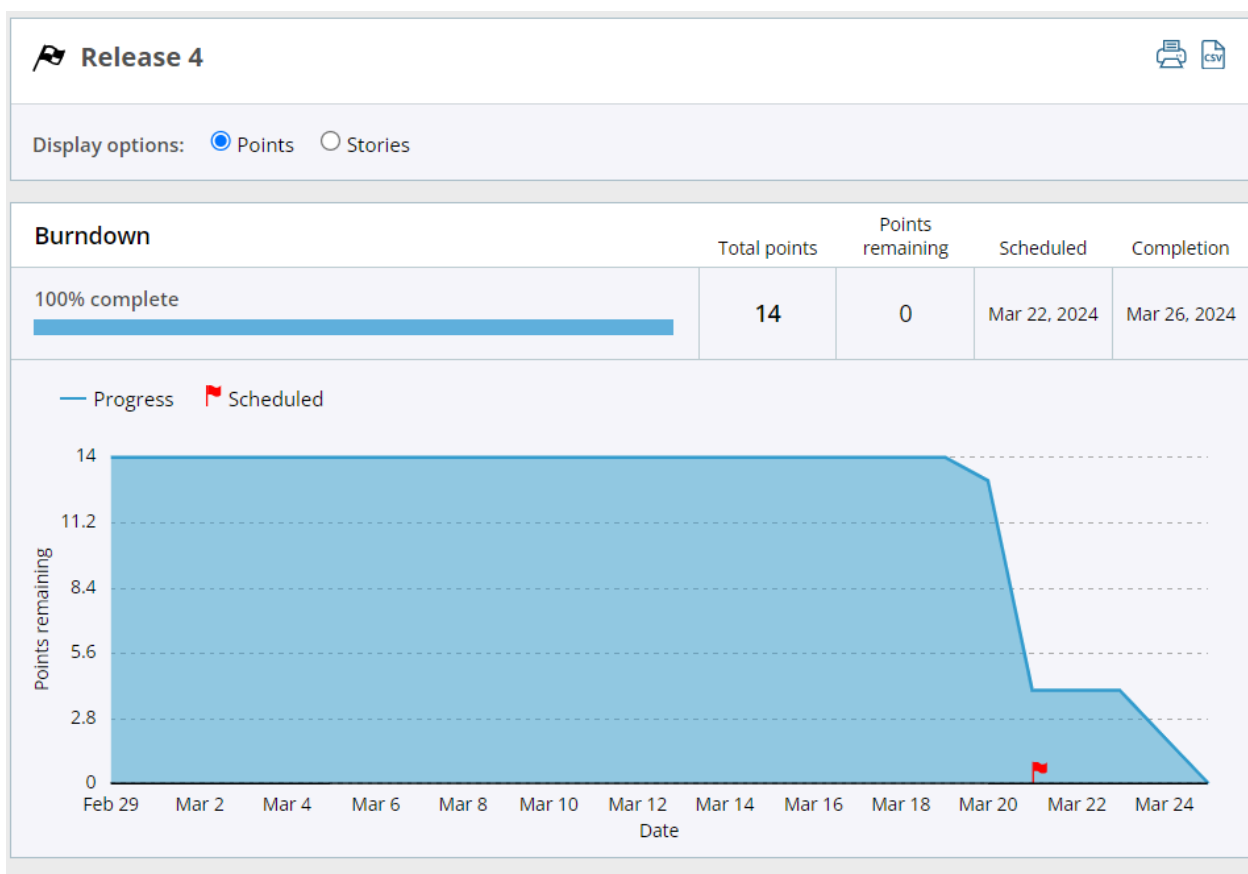 Release 4
CSV
Display options: Points Stories
Burndown
Total points
Points remaining
Scheduled
Completion
100% complete
14
0
Mar 22, 2024
Mar 26, 2024
Progress Scheduled
14
11.2
8.4
5.6
2.8
0
Points remaining
Feb 29 Mar 2 Mar 4 Mar 6 Mar 8 Mar 10 Mar 12 Mar 14 Mar 16 Mar 18 Mar 20 Mar 22 Mar 24
Date